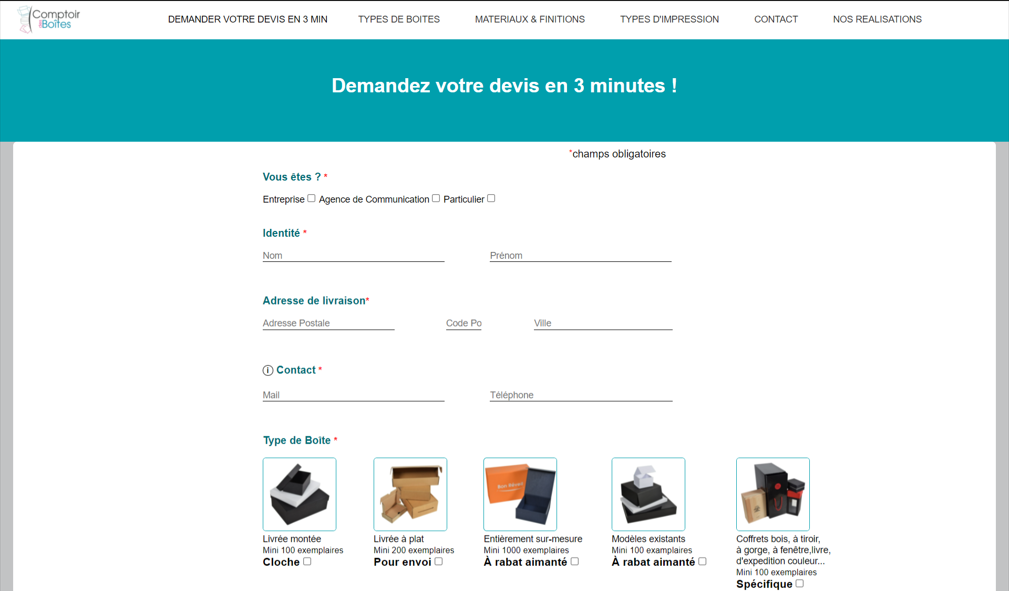 Comptoir
des Boîtes
DEMANDER VOTRE DEVIS EN 3 MIN
TYPES DE BOITES
MATERIAUX & FINITIONS
TYPES D'IMPRESSION
CONTACT
NOS REALISATIONS
Demandez votre devis en 3 minutes !
*champs obligatoires
Vous êtes ? *
Entreprise Agence de Communication Particulier
Identité *
Nom Prénom
Adresse de livraison*
Adresse Postale Code Po Ville
Contact *
Mail Téléphone
Type de Boîte *
Livrée montée
Mini 100 exemplaires
Cloche
Livrée à plat
Mini 200 exemplaires
Pour envoi
Entièrement sur-mesure
Mini 1000 exemplaires
À rabat aimanté
Modèles existants
Mini 100 examplaires
À rabat aimanté
Coffrets bois, à tiroir,
à gorge, à fenêtre,livre,
d'expedition couleur...
Mini 100 exemplaires
Spécifique